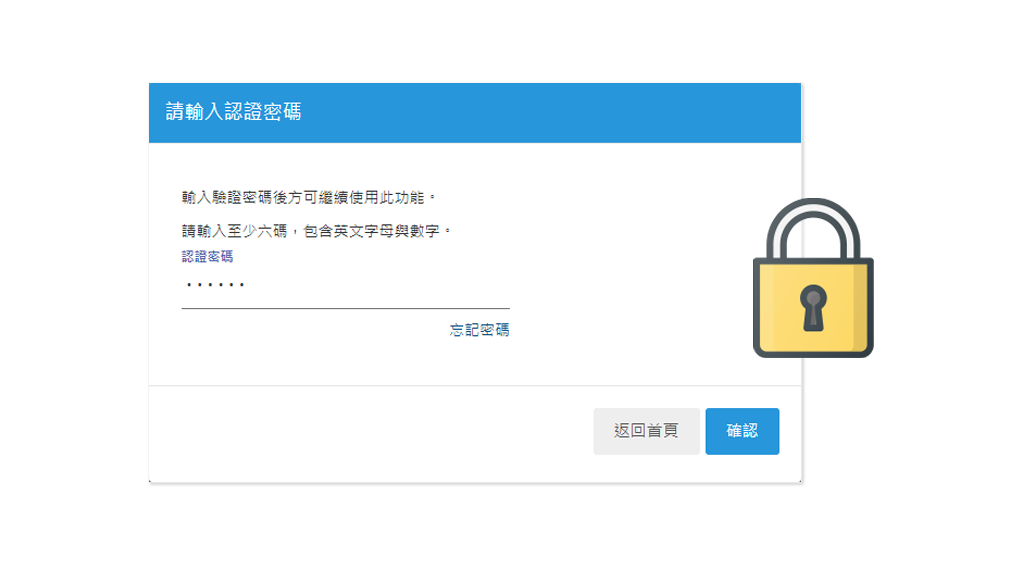 請輸入認證密碼
輸入驗證密碼後方可繼續使用此功能。
請輸入至少六碼，包含英文字母與數字。
認證密碼
••••••
忘記密碼
返回首頁
確認